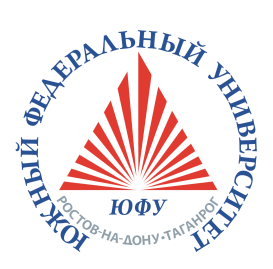 ЮЖНЫЙ ФЕДЕРАЛЬНЫЙ УНИВЕРСИТЕТ
ЮФУ
РОСТОВ-НА-ДОНУ•ТАГАНРОГ